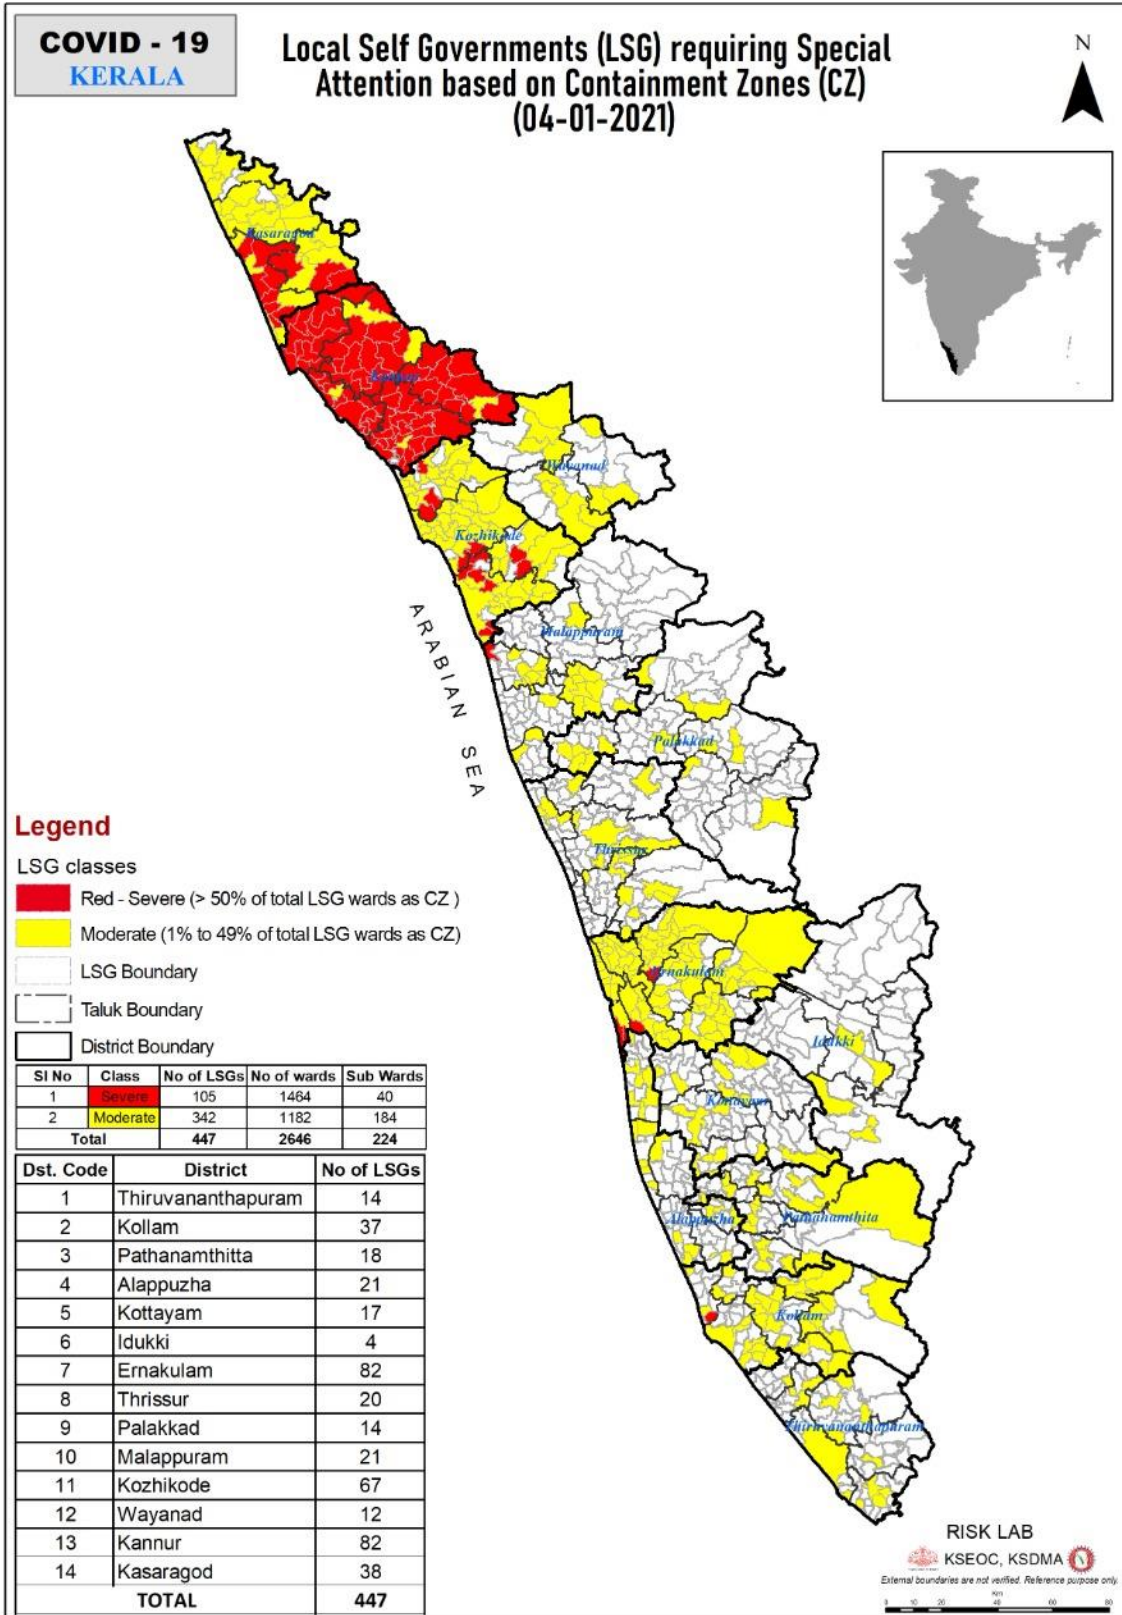 COVID - 19
KERALA
Local Self Governments (LSG) requiring Special
Attention based on Containment Zones (CZ)
(04-01-2021)
N
Kasaragod
Kannur
Wayanad
Kozhikode
Malappuram
ARABIAN SEA
Palakkad
Thrissur
Ernakulam
Idukki
Kottayam
Alappuzha
Pathanamthitta
Kollam
Thiruvananthapuram
Legend
LSG classes
Red - Severe (> 50% of total LSG wards as CZ )
Moderate (1% to 49% of total LSG wards as CZ)
LSG Boundary
Taluk Boundary
District Boundary
Sl No Class No of LSGs No of wards Sub Wards
1 Severe 105 1464 40
2 Moderate 342 1182 184
Total 447 2646 224
Dst. Code District No of LSGs
1 Thiruvananthapuram 14
2 Kollam 37
3 Pathanamthitta 18
4 Alappuzha 21
5 Kottayam 17
6 Idukki 4
7 Ernakulam 82
8 Thrissur 20
9 Palakkad 14
10 Malappuram 21
11 Kozhikode 67
12 Wayanad 12
13 Kannur 82
14 Kasaragod 38
TOTAL 447
RISK LAB
KSEOC, KSDMA
External boundaries are not verified. Reference purpose only.
Km
0 10 20 40 60 80